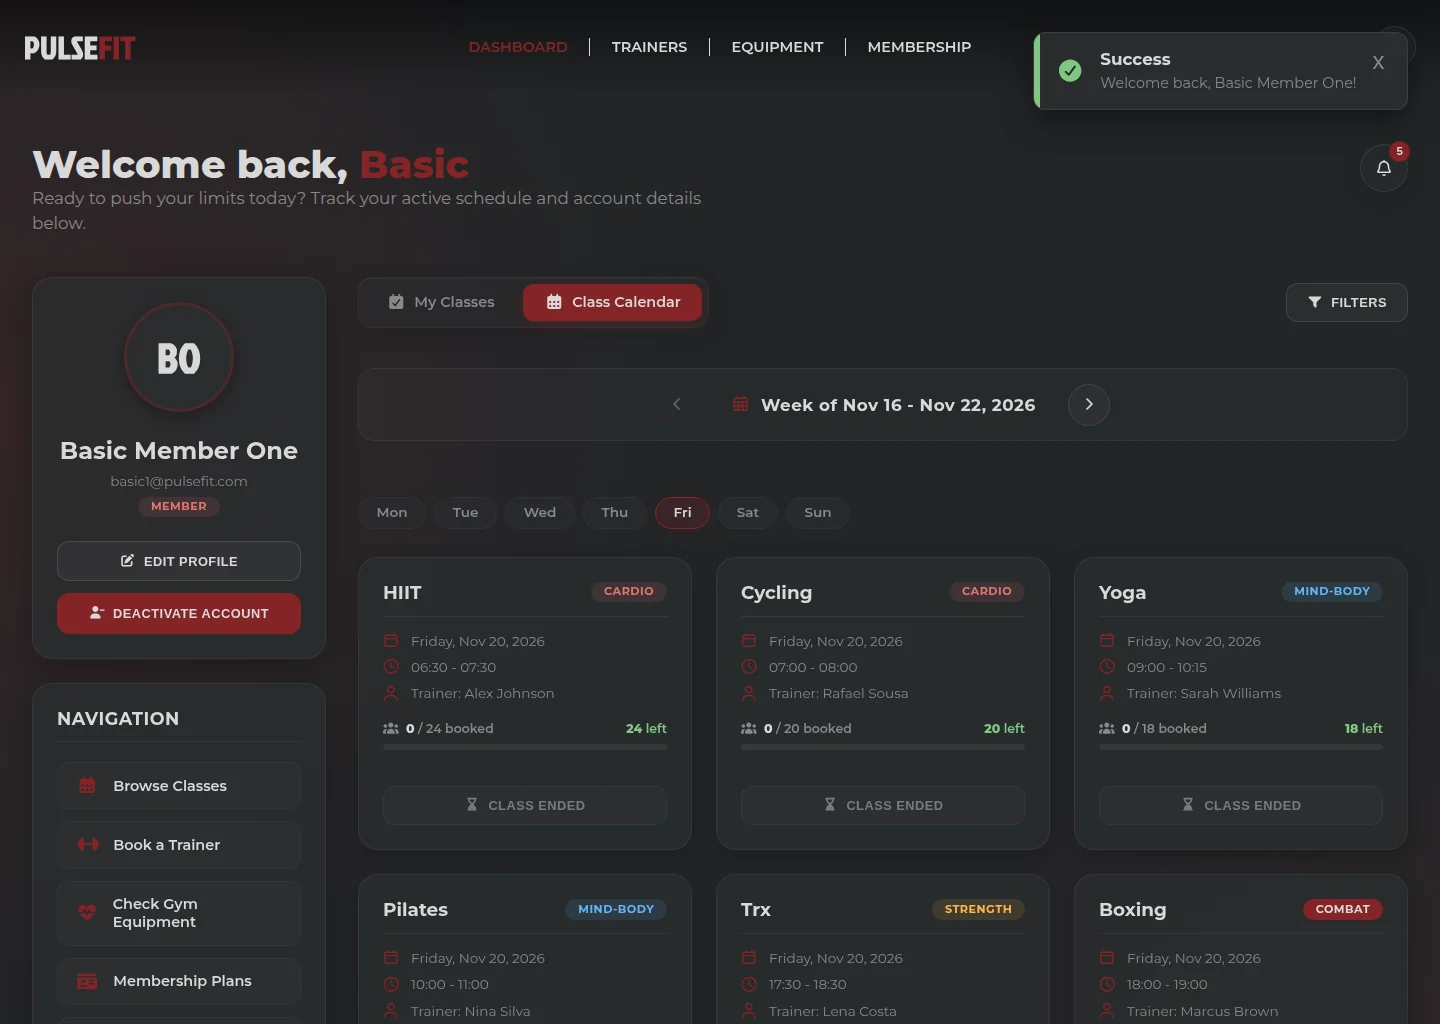 PULSEFIT
DASHBOARD
TRAINERS
EQUIPMENT
MEMBERSHIP
Success
Welcome back, Basic Member One!
X
Welcome back, Basic
Ready to push your limits today? Track your active schedule and account details
below.
5
BO
Basic Member One
basic1@pulsefit.com
MEMBER
EDIT PROFILE
DEACTIVATE ACCOUNT
NAVIGATION
Browse Classes
Book a Trainer
Check Gym
Equipment
Membership Plans
My Classes
Class Calendar
FILTERS
Week of Nov 16 - Nov 22, 2026
Mon
Tue
Wed
Thu
Fri
Sat
Sun
HIIT
CARDIO
Friday, Nov 20, 2026
06:30 - 07:30
Trainer: Alex Johnson
0 / 24 booked
24 left
CLASS ENDED
Cycling
CARDIO
Friday, Nov 20, 2026
07:00 - 08:00
Trainer: Rafael Sousa
0 / 20 booked
20 left
CLASS ENDED
Yoga
MIND-BODY
Friday, Nov 20, 2026
09:00 - 10:15
Trainer: Sarah Williams
0 / 18 booked
18 left
CLASS ENDED
Pilates
MIND-BODY
Friday, Nov 20, 2026
10:00 - 11:00
Trainer: Nina Silva
Trx
STRENGTH
Friday, Nov 20, 2026
17:30 - 18:30
Trainer: Lena Costa
Boxing
COMBAT
Friday, Nov 20, 2026
18:00 - 19:00
Trainer: Marcus Brown